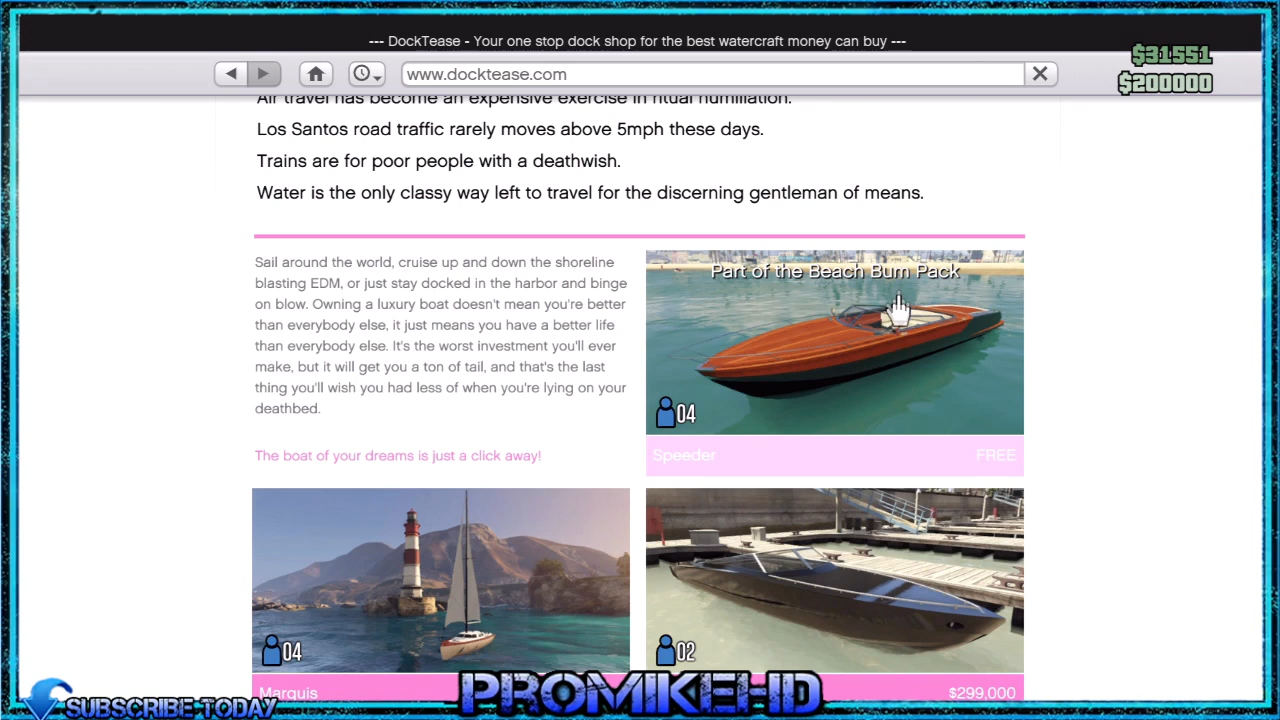 --- DockTease - Your one stop dock shop for the best watercraft money can buy ---
$31551
www.docktease.com
$200000
Air travel has become an expensive exercise in ritual humiliation.
Los Santos road traffic rarely moves above 5mph these days.
Trains are for poor people with a deathwish.
Water is the only classy way left to travel for the discerning gentleman of means.
Sail around the world, cruise up and down the shoreline
blasting EDM, or just stay docked in the harbor and binge
on blow. Owning a luxury boat doesn't mean you're better
than everybody else, it just means you have a better life
than everybody else. It's the worst investment you'll ever
make, but it will get you a ton of tail, and that's the last
thing you'll wish you had less of when you're lying on your
deathbed.
The boat of your dreams is just a click away!
Part of the Beach Bum Pack
04
Speeder FREE
04
02
Marquis
$299,000
SUBSCRIBE TODAY
PROMIKEHD